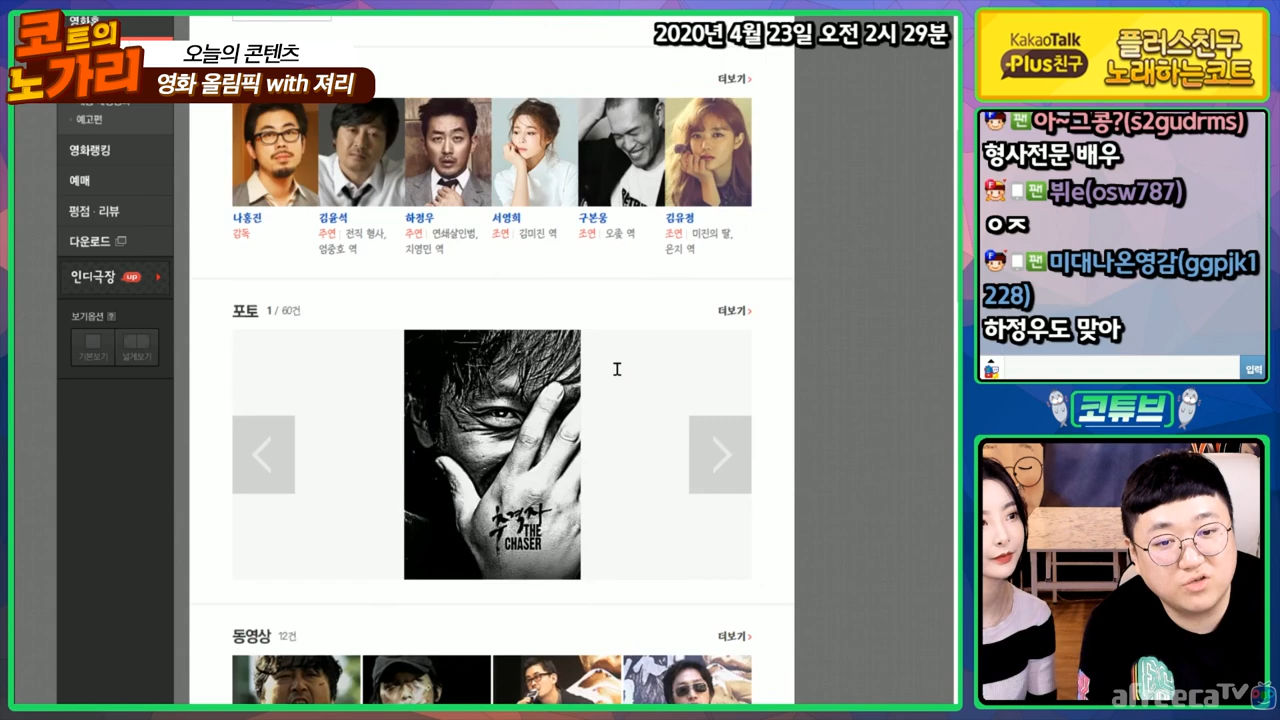 코트의
노가리
오늘의 콘텐츠
영화 올림픽 with 져리
2020년 4월 23일 오전 2시 29분
영화홈
· 예고편
영화랭킹
예매
평점 · 리뷰
다운로드
인디극장 up
보기옵션 ?
기본보기
넓게보기
더보기 >
나홍진
감독
김윤석
주연 | 전직 형사,
엄중호 역
하정우
주연 | 연쇄살인범,
지영민 역
서영희
조연 | 김미진 역
구본웅
조연 | 오좆 역
김유정
조연 | 미진의 딸,
은지 역
포토 1 / 60건
더보기 >
추격자
THE
CHASER
동영상 12건
더보기 >
KakaoTalk
+Plus친구
플러스친구
노래하는코트
팬 아~그콩?(s2gudrms)
형사전문 배우
팬 뷔e(osw787)
ㅇㅈ
팬 미대나온영감(ggpjk1
228)
하정우도 맞아
입력
코튜브
afreecaTV